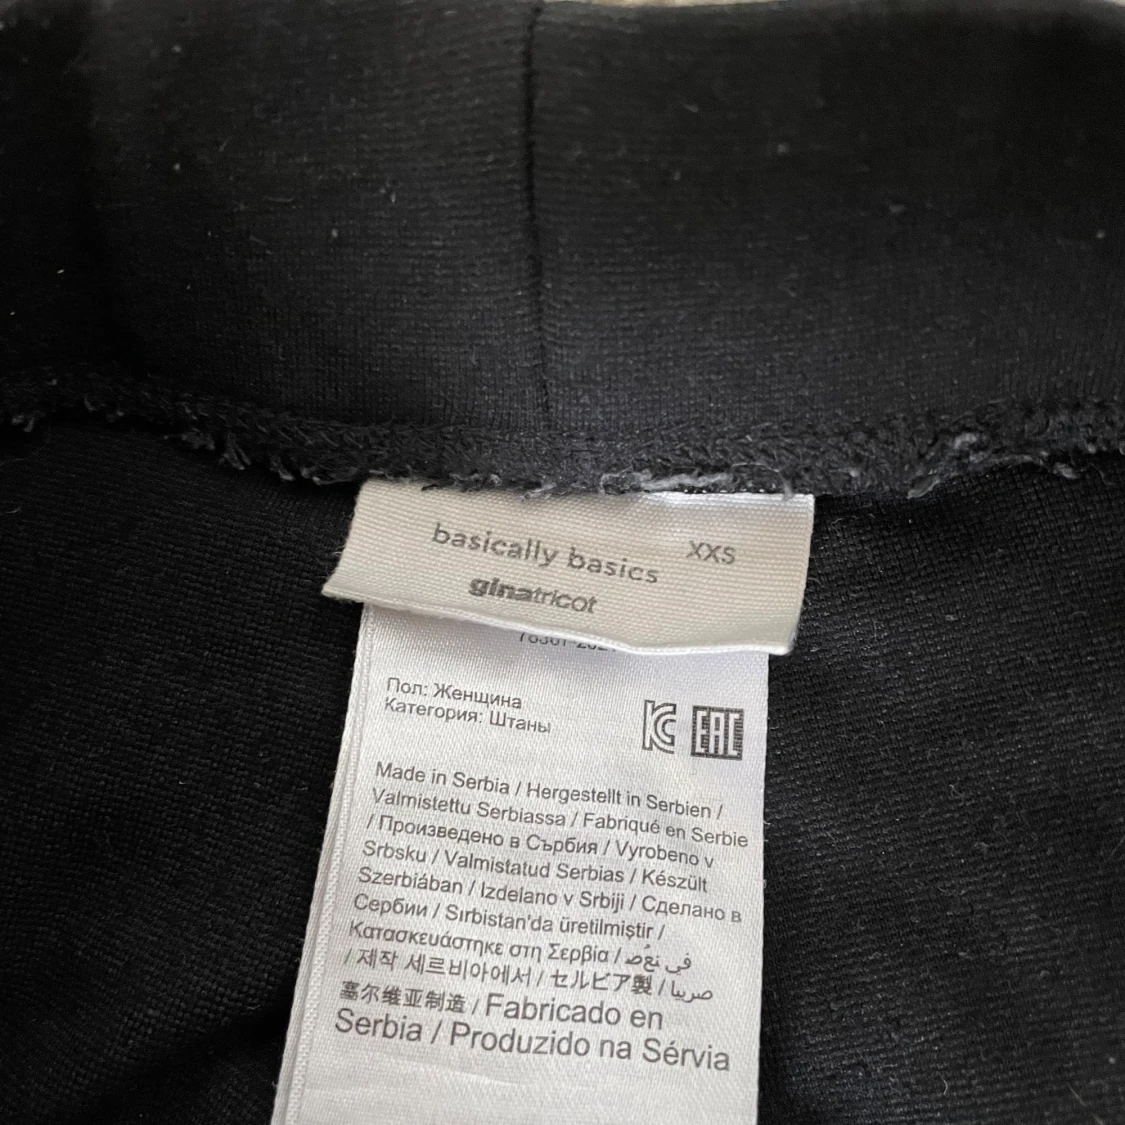 basically basics XXS
ginatricot
Пол: Женщина
Категория: Штаны
EAC
Made in Serbia / Hergestellt in Serbien /
Valmistettu Serbiassa / Fabriqué en Serbie
/ Произведено в Сърбия / Vyrobeno v
Srbsku / Valmistatud Serbias / Készült
Szerbiában / Izdelano v Srbiji / Сделано в
Сербии / Sırbistan'da üretilmiştir /
Κατασκευάστηκε στη Σερβία / في
/ 제작 세르비아에서 / セルビア製 / صربيا
塞尔维亚制造 / Fabricado en
Serbia / Produzido na Sérvia